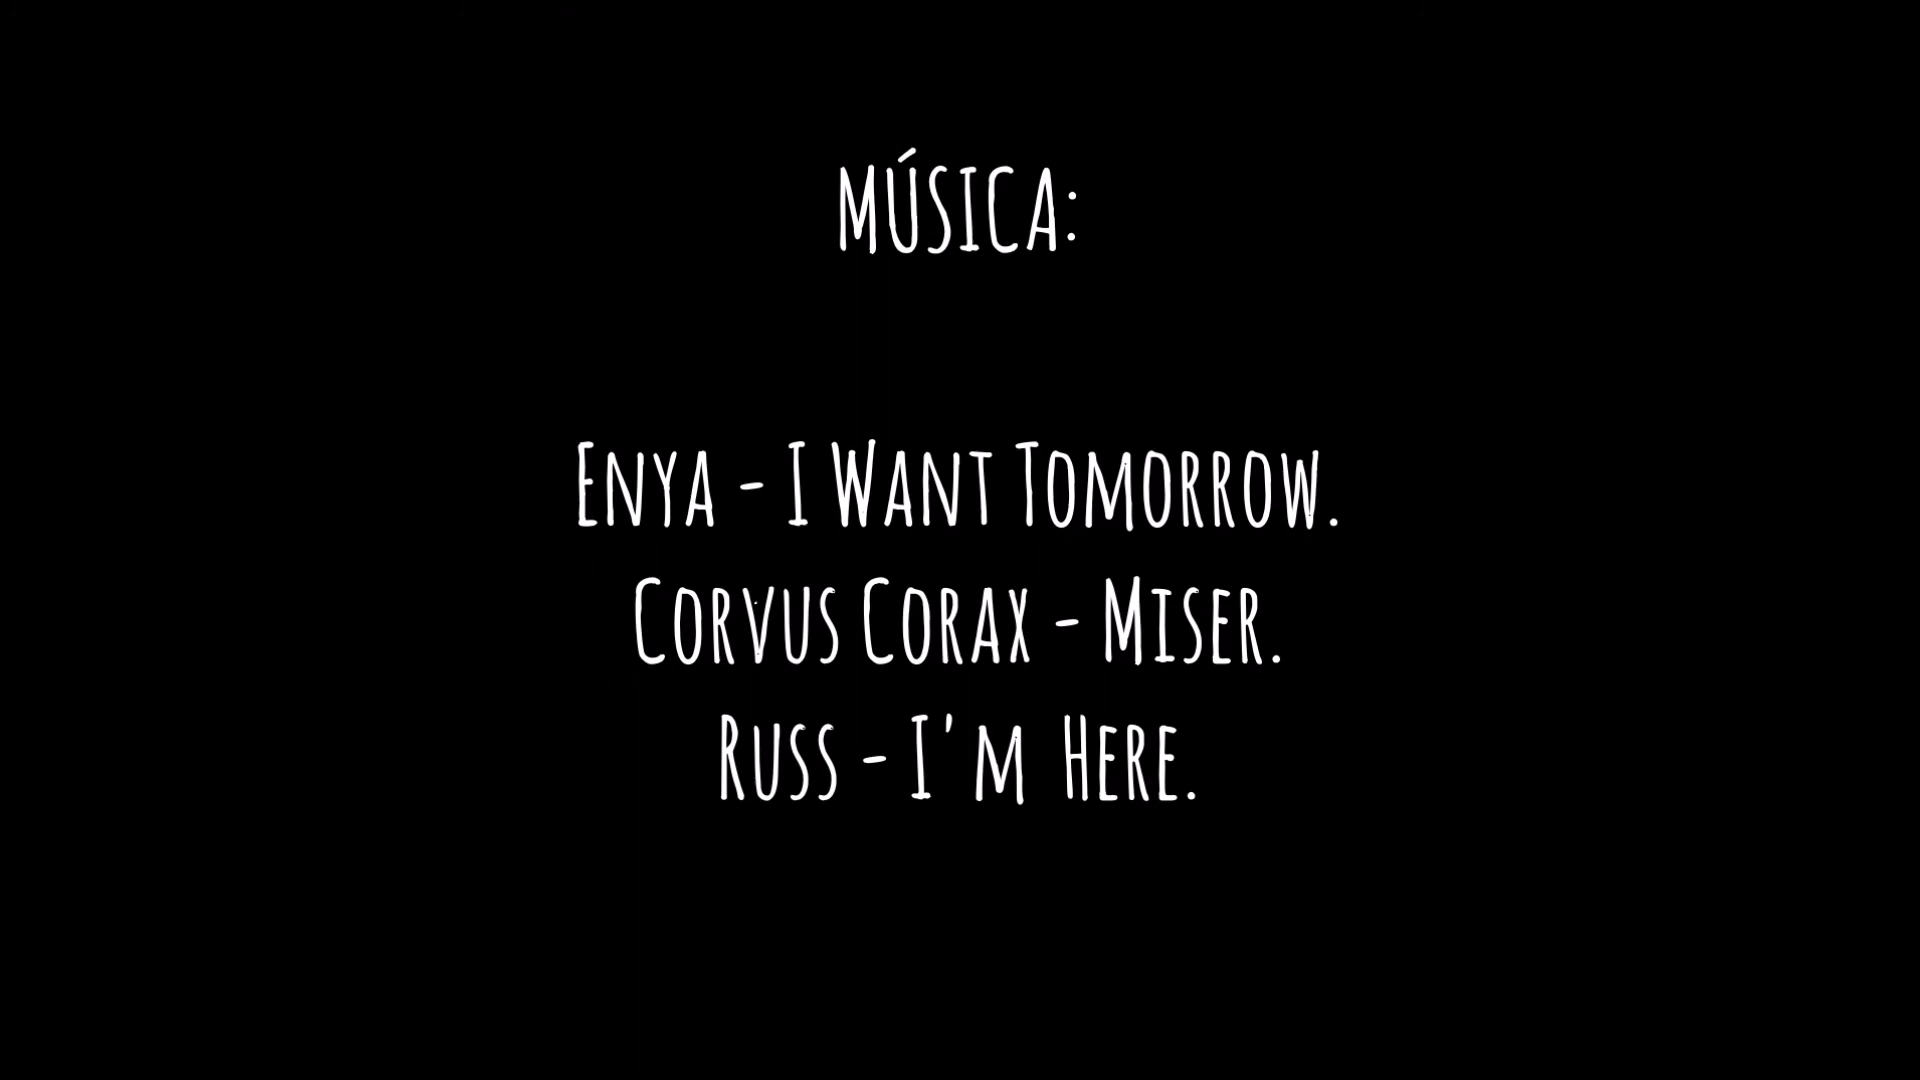 MÚSICA:
ENYA - I WANT TOMORROW.
CORVUS CORAX - MISER.
RUSS - I'M HERE.